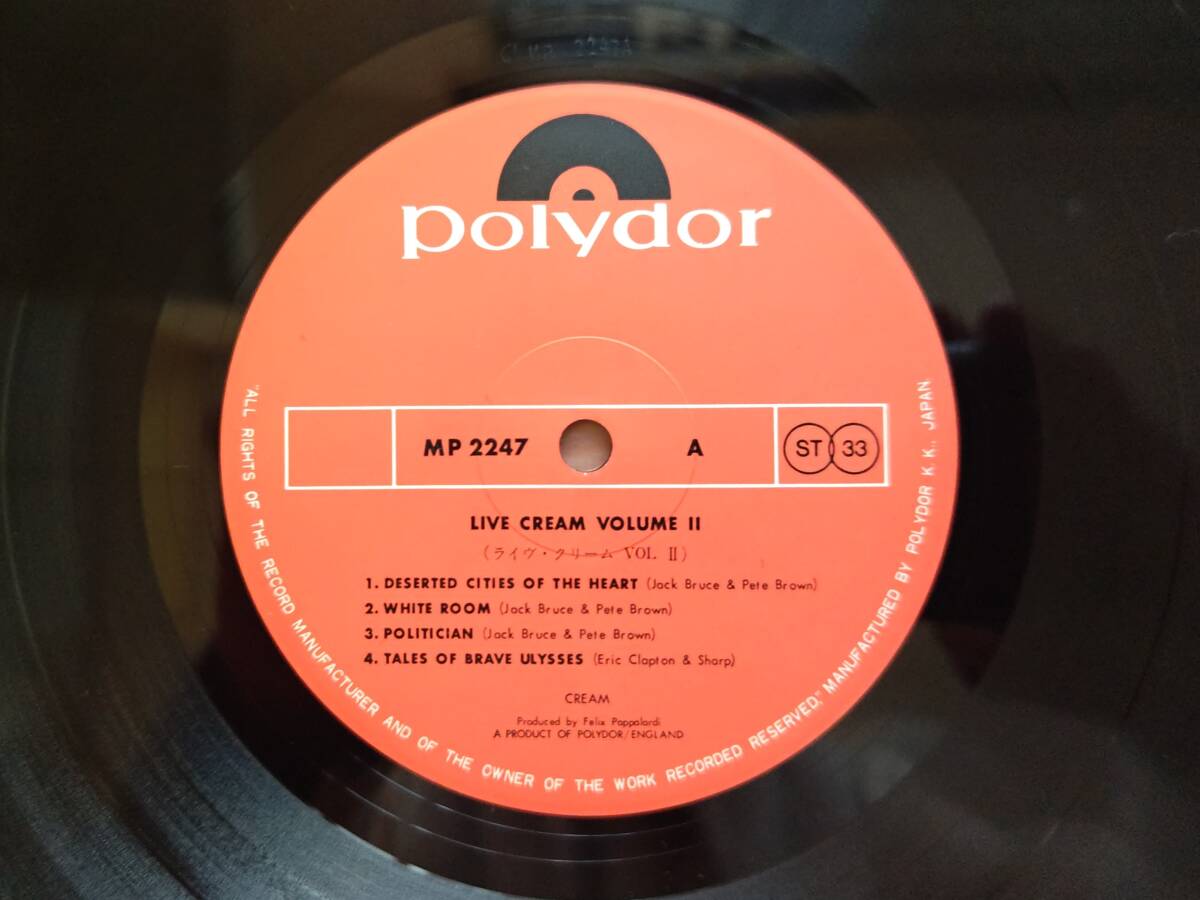 polydor
MP 2247
A
ST 33
LIVE CREAM VOLUME II
(ライヴ・クリーム VOL II)
1. DESERTED CITIES OF THE HEART (Jack Bruce & Pete Brown)
2. WHITE ROOM (Jack Bruce & Pete Brown)
3. POLITICIAN (Jack Bruce & Pete Brown)
4. TALES OF BRAVE ULYSSES (Eric Clapton & Sharp)
CREAM
Produced by Felix Pappalardi
A PRODUCT OF POLYDOR/ENGLAND
"ALL RIGHTS OF THE RECORD MANUFACTURER AND OF THE OWNER OF THE WORK RECORDED RESERVED," MANUFACTURED BY POLYDOR K.K., JAPAN